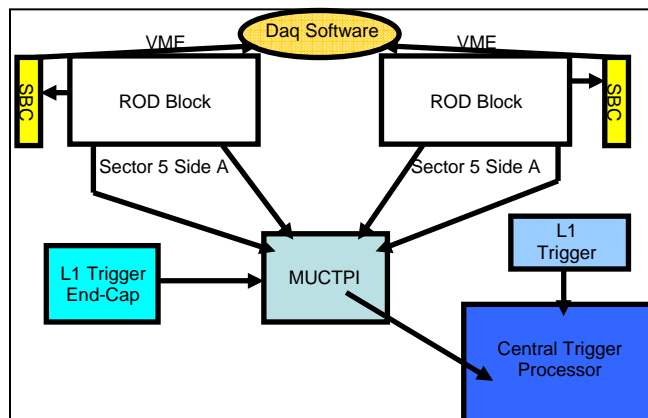 Daq Software
VME
VME
SBC
ROD Block
ROD Block
SBC
Sector 5 Side A
Sector 5 Side A
L1
Trigger
L1 Trigger
End-Cap
MUCTPI
Central Trigger
Processor